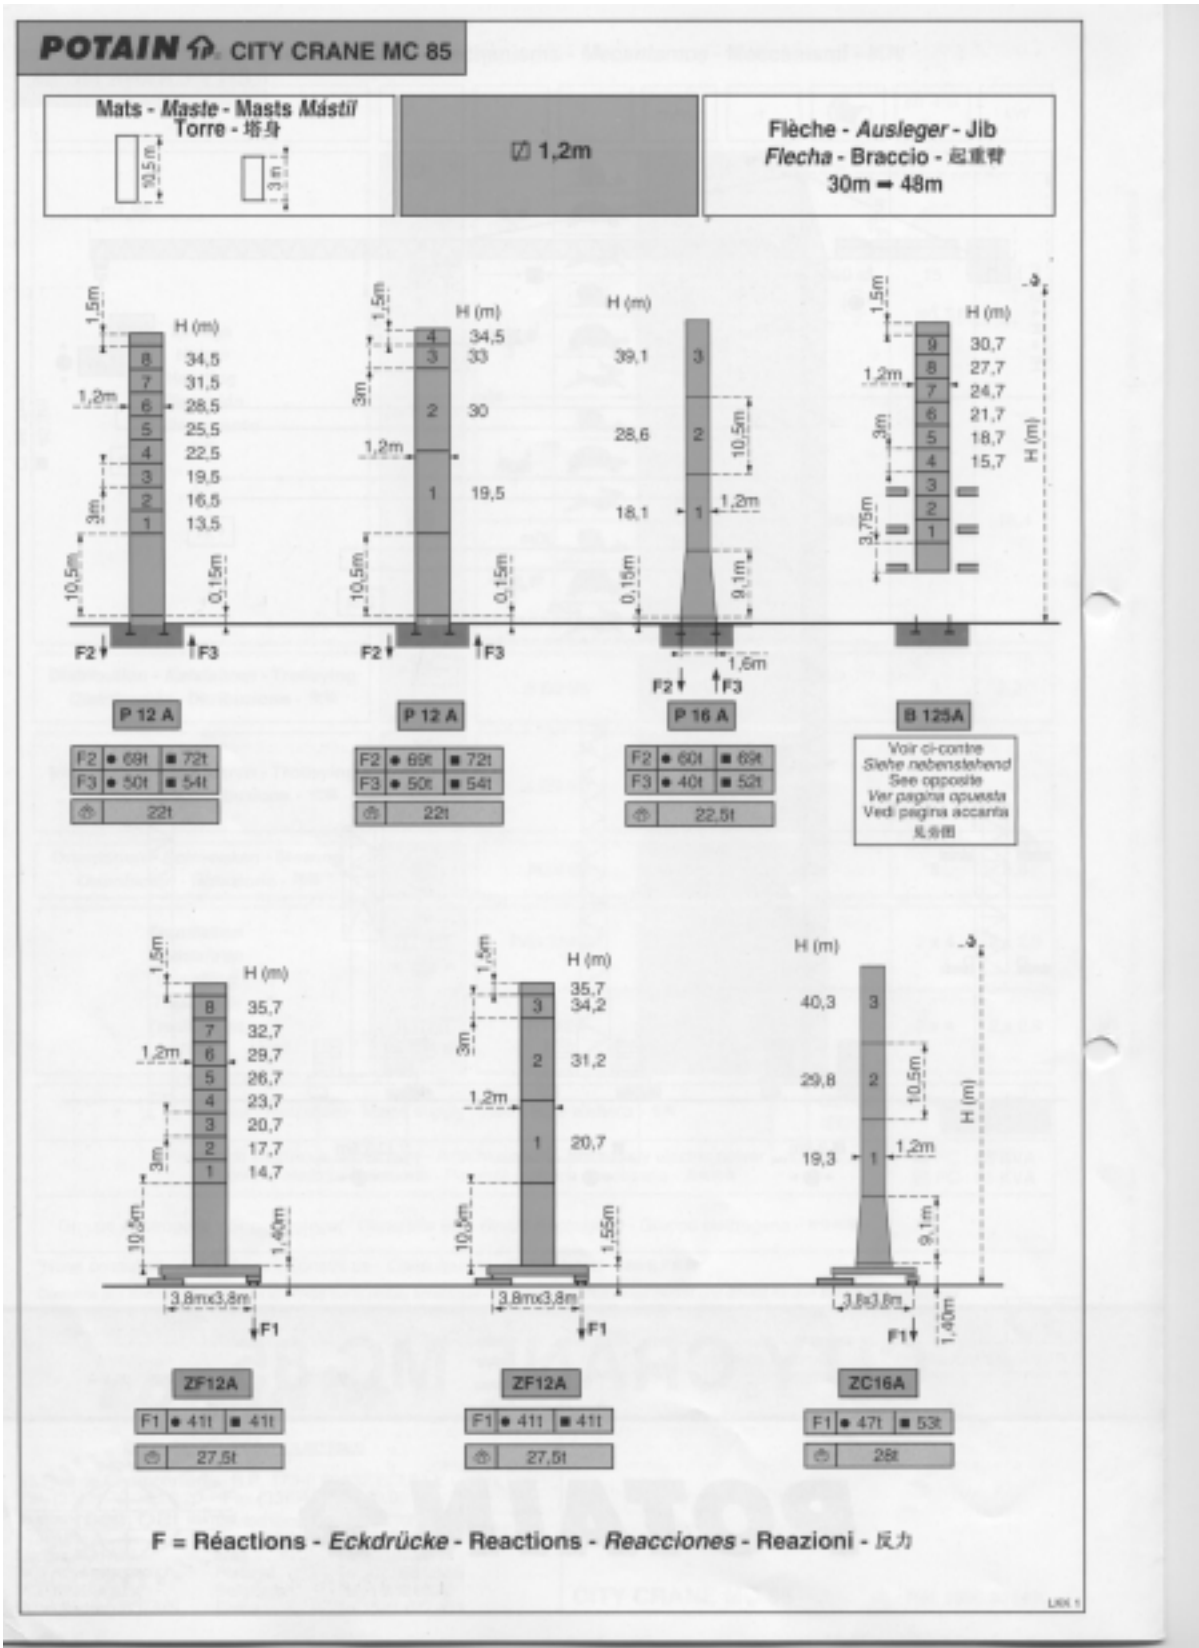 POTAIN CITY CRANE MC 85
Mats - Maste - Masts Mástil
Torre - 塔身
10,5 m
3 m
1,2m
Flèche - Ausleger - Jib
Flecha - Braccio - 起重臂
30m ➡ 48m
1,5m
H (m)
8 34,5
7 31,5
1,2m 6 28,5
5 25,5
4 22,5
3 19,5
3m 2 16,5
1 13,5
10,5m
0,15m
F2 F3
P 12 A
F2 ● 69t ■ 72t
F3 ● 50t ■ 54t
22t
1,5m
H (m)
4 34,5
3 33
3m
2 30
1,2m
1 19,5
10,5m
0,15m
F2 F3
P 12 A
F2 ● 69t ■ 72t
F3 ● 50t ■ 54t
22t
H (m)
39,1 3
28,6 2 10,5m
18,1 1 1,2m
0,15m
9,1m
1,6m
F2 F3
P 16 A
F2 ● 60t ■ 69t
F3 ● 40t ■ 52t
22,5t
1,5m
H (m)
9 30,7
8 27,7
1,2m 7 24,7
6 21,7
3m 5 18,7
4 15,7
3
2
3,75m 1
H (m)
B 125A
Voir ci-contre
Siehe nebenstehend
See opposite
Ver pagina opuesta
Vedi pagina accanta
见旁图
1,5m
H (m)
8 35,7
7 32,7
1,2m 6 29,7
5 26,7
4 23,7
3 20,7
3m 2 17,7
1 14,7
10,5m
1,40m
3,8mx3,8m
F1
ZF12A
F1 ● 41t ■ 41t
27,5t
1,5m
H (m)
35,7
3 34,2
3m
2 31,2
1,2m
1 20,7
10,5m
1,55m
3,8mx3,8m
F1
ZF12A
F1 ● 41t ■ 41t
27,5t
H (m)
40,3 3
29,8 2 10,5m
19,3 1 1,2m
9,1m
H (m)
3,8x3,8m
F1
1,40m
ZC16A
F1 ● 47t ■ 53t
28t
F = Réactions - Eckdrücke - Reactions - Reacciones - Reazioni - 反力